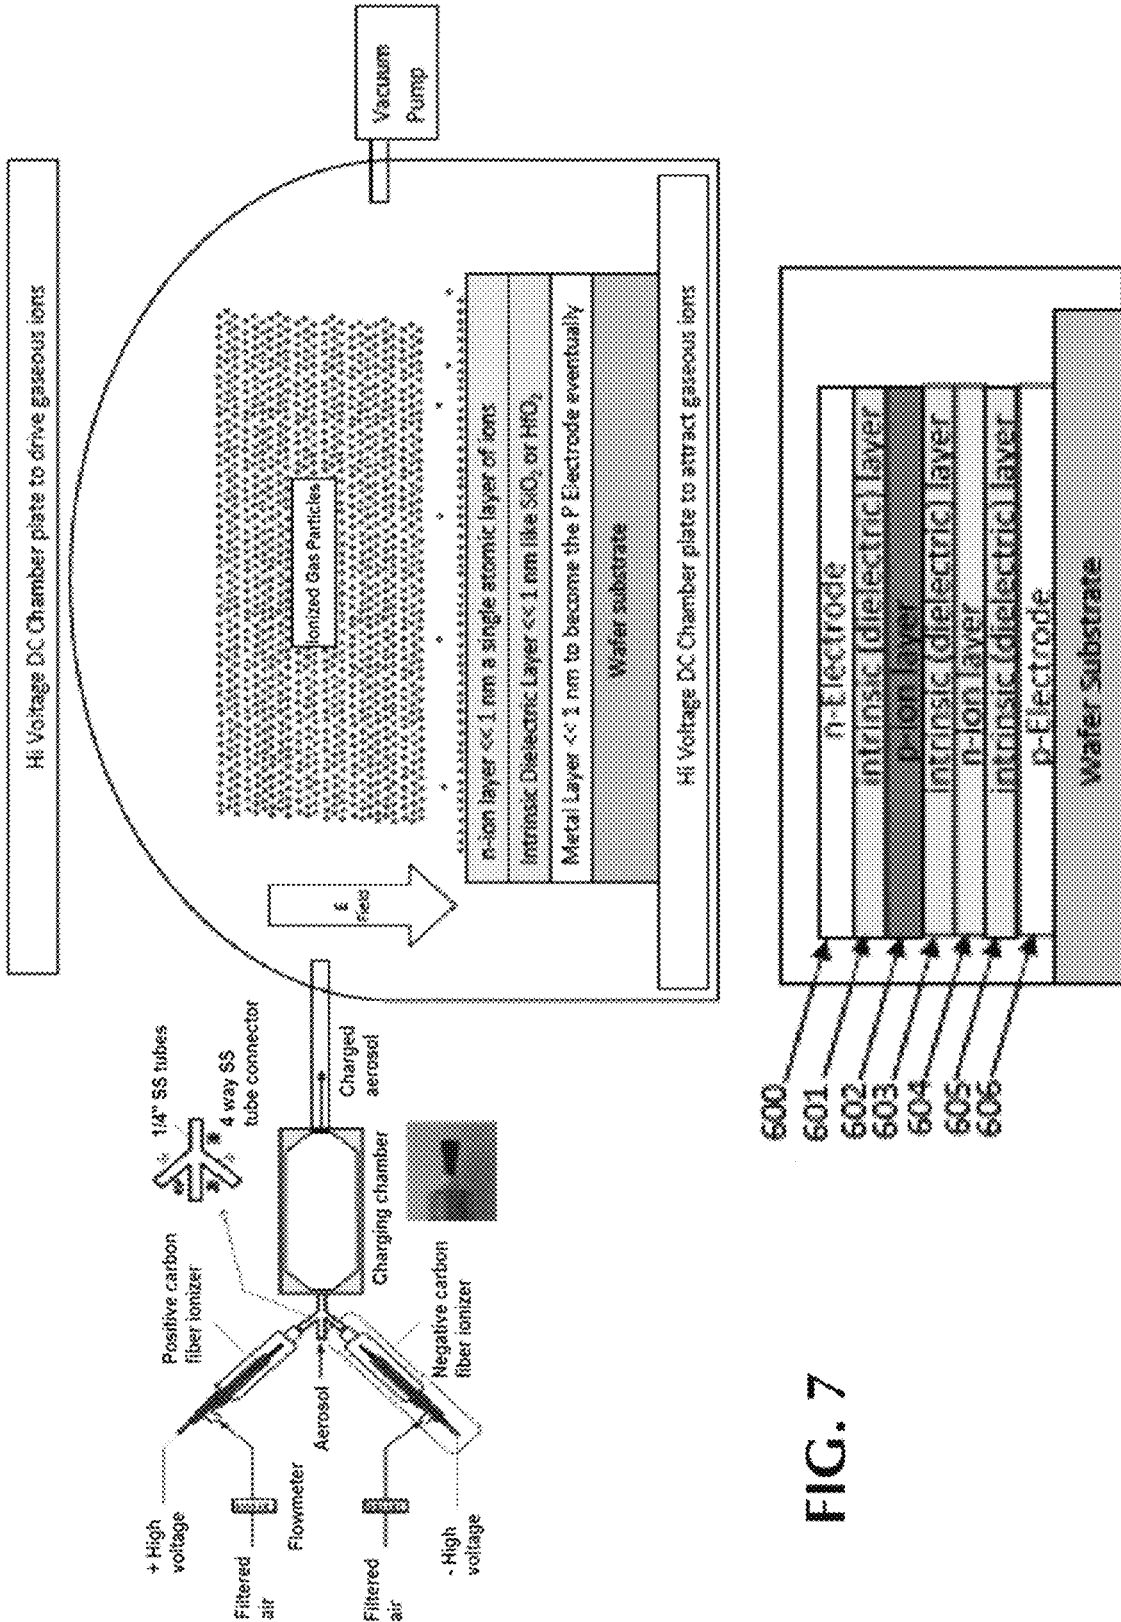 Hi Voltage DC Chamber plate to drive gaseous ions
Vacuum
Pump
Ionized Gas Particles
E
Field
n-ion layer << 1 nm a single atomic layer of ions
Intrinsic Dielectric Layer << 1 nm like SiO₂ or HfO₂
Metal Layer << 1 nm to become the P Electrode eventually
Wafer substrate
Hi Voltage DC Chamber plate to attract gaseous ions
1/4" SS tubes
4 way SS
tube connector
Positive carbon
fiber ionizer
+ High
voltage
Filtered
air
Flowmeter
Aerosol
Charging chamber
Charged
aerosol
Negative carbon
fiber ionizer
Filtered
air
- High
voltage
600
601
602
603
604
605
606
n-Electrode
intrinsic (dielectric) layer
p-ion layer
intrinsic (dielectric) layer
n-ion layer
intrinsic (dielectric) layer
p-Electrode
Wafer Substrate
FIG. 7